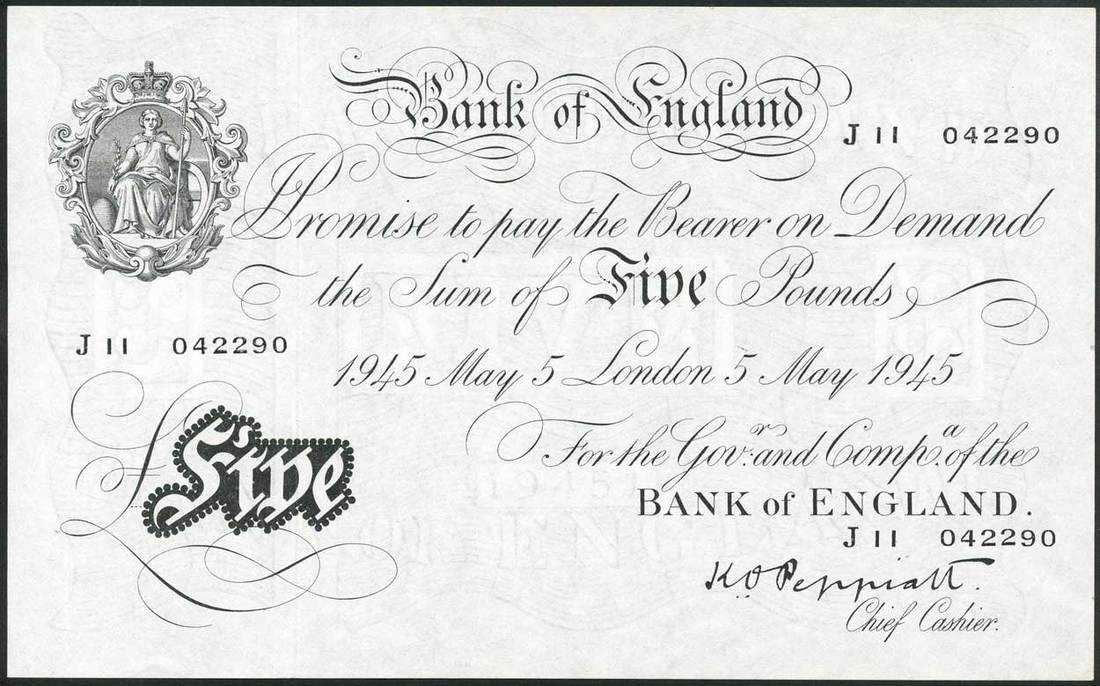 Bank of England
J 11 042290
I Promise to pay the Bearer on Demand
the Sum of Five Pounds
J 11 042290
1945 May 5 London 5 May 1945
£ Five
For the Gov.r and Comp.a of the
BANK of ENGLAND.
J 11 042290
K O Peppiatt.
Chief Cashier.